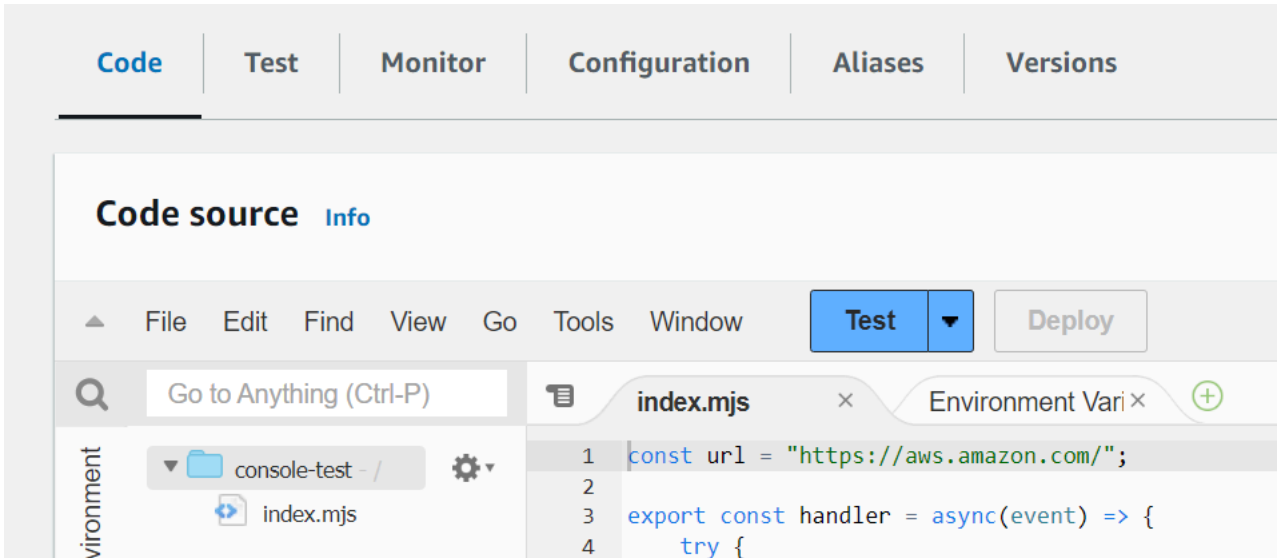 Code Test Monitor Configuration Aliases Versions
Code source Info
File Edit Find View Go Tools Window Test Deploy
Go to Anything (Ctrl-P) index.mjs × Environment Vari×
console-test - /
index.mjs
vironment
1 const url = "https://aws.amazon.com/";
2
3 export const handler = async(event) => {
4 try {